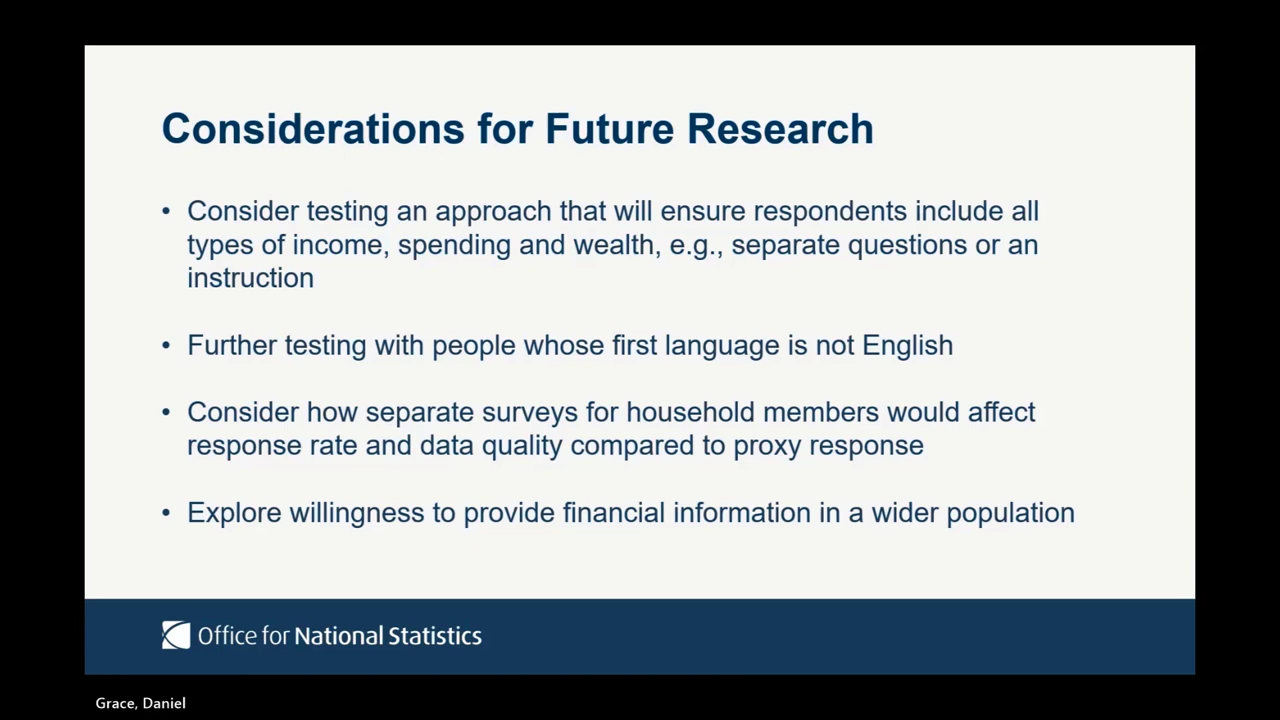 Considerations for Future Research
• Consider testing an approach that will ensure respondents include all
types of income, spending and wealth, e.g., separate questions or an
instruction
• Further testing with people whose first language is not English
• Consider how separate surveys for household members would affect
response rate and data quality compared to proxy response
• Explore willingness to provide financial information in a wider population
Office for National Statistics
Grace, Daniel